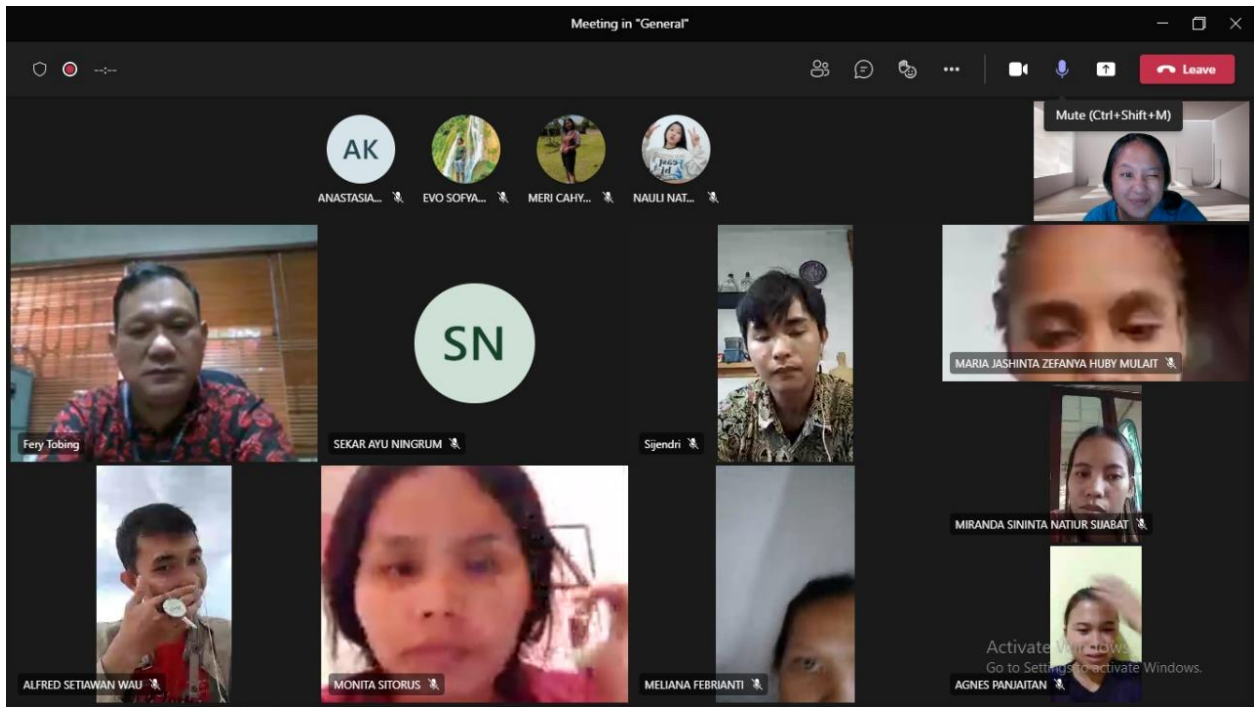 Meeting in "General"
--:--
Leave
Mute (Ctrl+Shift+M)
AK
ANASTASIA...
EVO SOFYA...
MERI CAHY...
NAULI NAT...
Fery Tobing
SN
SEKAR AYU NINGRUM
Sijendri
MARIA JASHINTA ZEFANYA HUBY MULAIT
MIRANDA SININTA NATIUR SIJABAT
ALFRED SETIAWAN WAU
MONITA SITORUS
MELIANA FEBRIANTI
AGNES PANJAITAN
Activate Windows
Go to Settings to activate Windows.